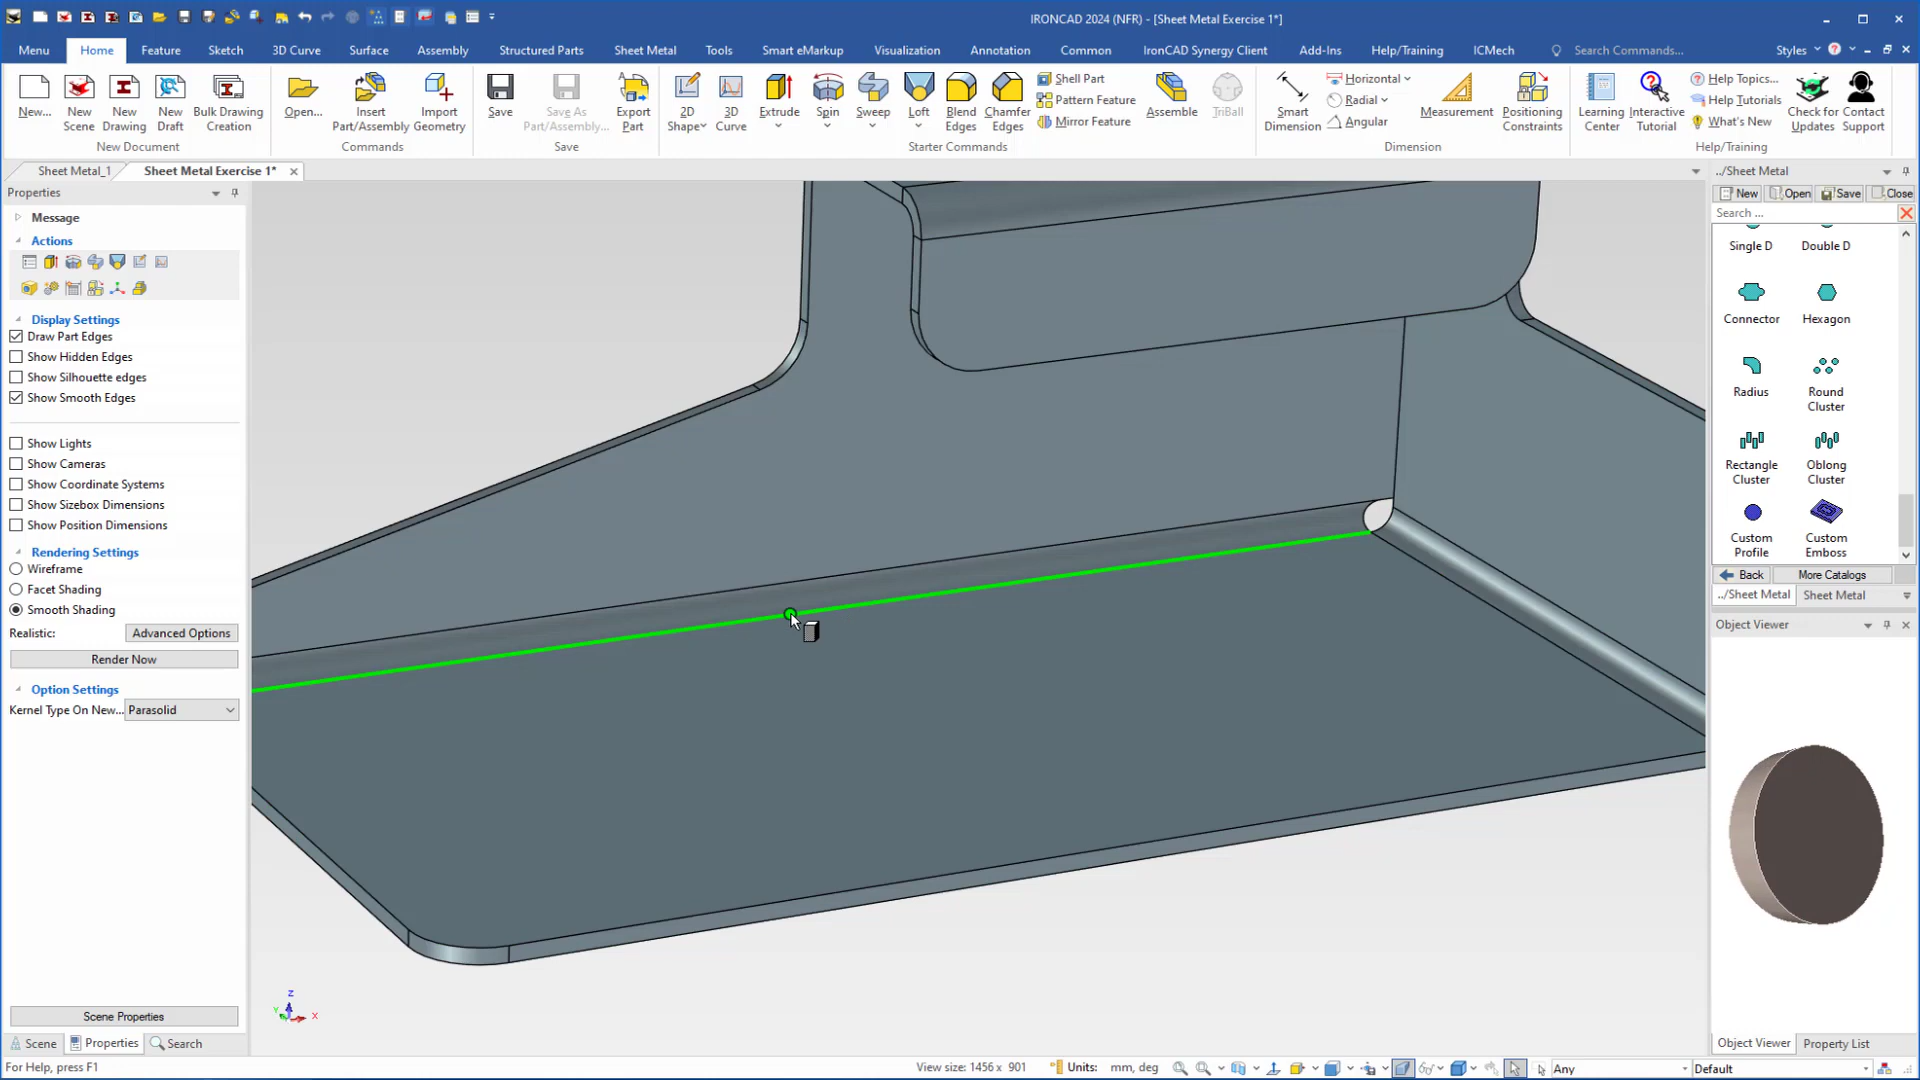 IRONCAD 2024 (NFR) - [Sheet Metal Exercise 1*]
Menu Home Feature Sketch 3D Curve Surface Assembly Structured Parts Sheet Metal Tools Smart eMarkup Visualization Annotation Common IronCAD Synergy Client Add-Ins Help/Training ICMech Search Commands... Styles
Shell Part Horizontal Help Topics...
Pattern Feature Radial Help Tutorials
Mirror Feature Angular What's New
New... New Scene New Drawing New Draft Bulk Drawing Creation Open... Insert Part/Assembly Import Geometry Save Save As Part/Assembly... Export Part 2D Shape 3D Curve Extrude Spin Sweep Loft Blend Edges Chamfer Edges Assemble TriBall Smart Dimension Measurement Positioning Constraints Learning Center Interactive Tutorial Check for Updates Contact Support
New Document Commands Save Starter Commands Dimension Help/Training
Sheet Metal_1 Sheet Metal Exercise 1*
Properties
Message
Actions
Display Settings
Draw Part Edges
Show Hidden Edges
Show Silhouette edges
Show Smooth Edges
Show Lights
Show Cameras
Show Coordinate Systems
Show Sizebox Dimensions
Show Position Dimensions
Rendering Settings
Wireframe
Facet Shading
Smooth Shading
Realistic: Advanced Options
Render Now
Option Settings
Kernel Type On New... Parasolid
Scene Properties
Scene Properties Search
Z
Y
X
../Sheet Metal
New Open Save Close
Search ...
Single D Double D
Connector Hexagon
Radius Round Cluster
Rectangle Cluster Oblong Cluster
Custom Profile Custom Emboss
Back More Catalogs
../Sheet Metal Sheet Metal
Object Viewer
Object Viewer Property List
For Help, press F1 View size: 1456 x 901 Units: mm, deg Any Default